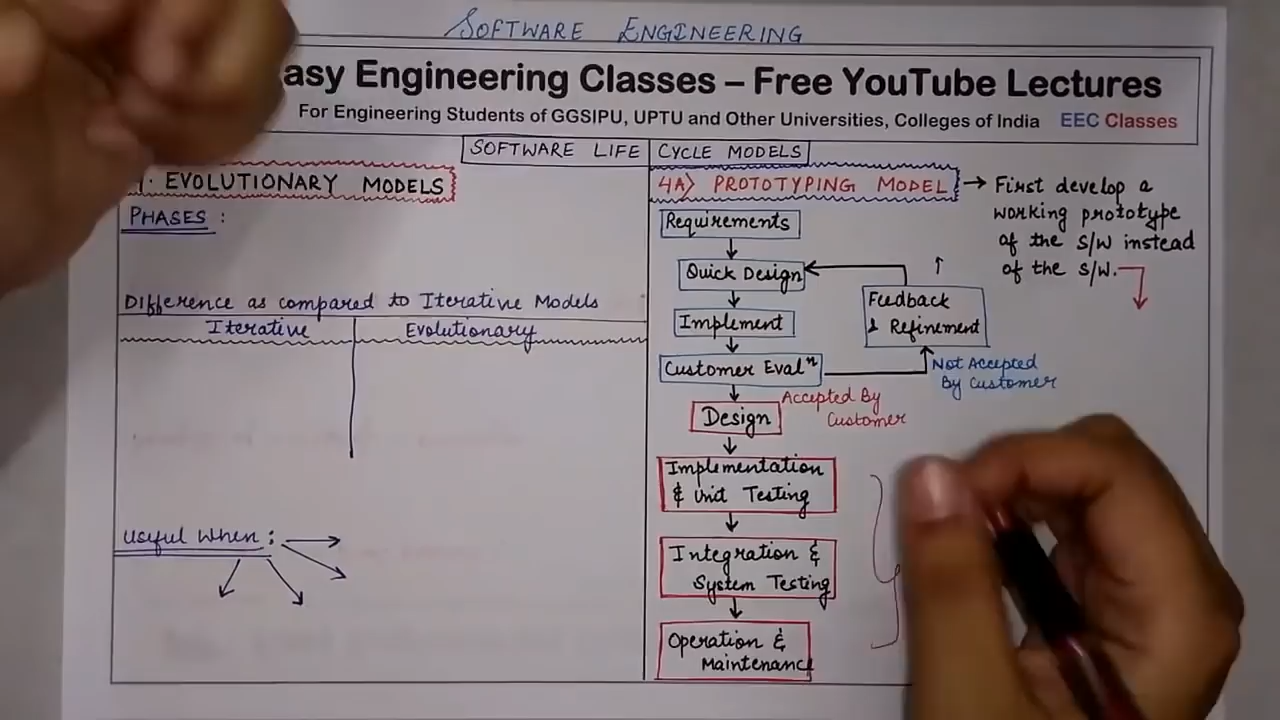 SOFTWARE ENGINEERING
asy Engineering Classes – Free YouTube Lectures
For Engineering Students of GGSIPU, UPTU and Other Universities, Colleges of India EEC Classes
SOFTWARE LIFE CYCLE MODELS
EVOLUTIONARY MODELS
PHASES :
Difference as compared to Iterative Models
Iterative Evolutionary
Useful When :
4A) PROTOTYPING MODEL → First develop a
working prototype
of the S/W instead
of the S/W.
Requirements
Quick Design
Feedback
& Refinement
Implement
Customer Evalⁿ
Not Accepted
By Customer
Accepted By
Customer
Design
Implementation
& Unit Testing
Integration &
System Testing
Operation &
Maintenance